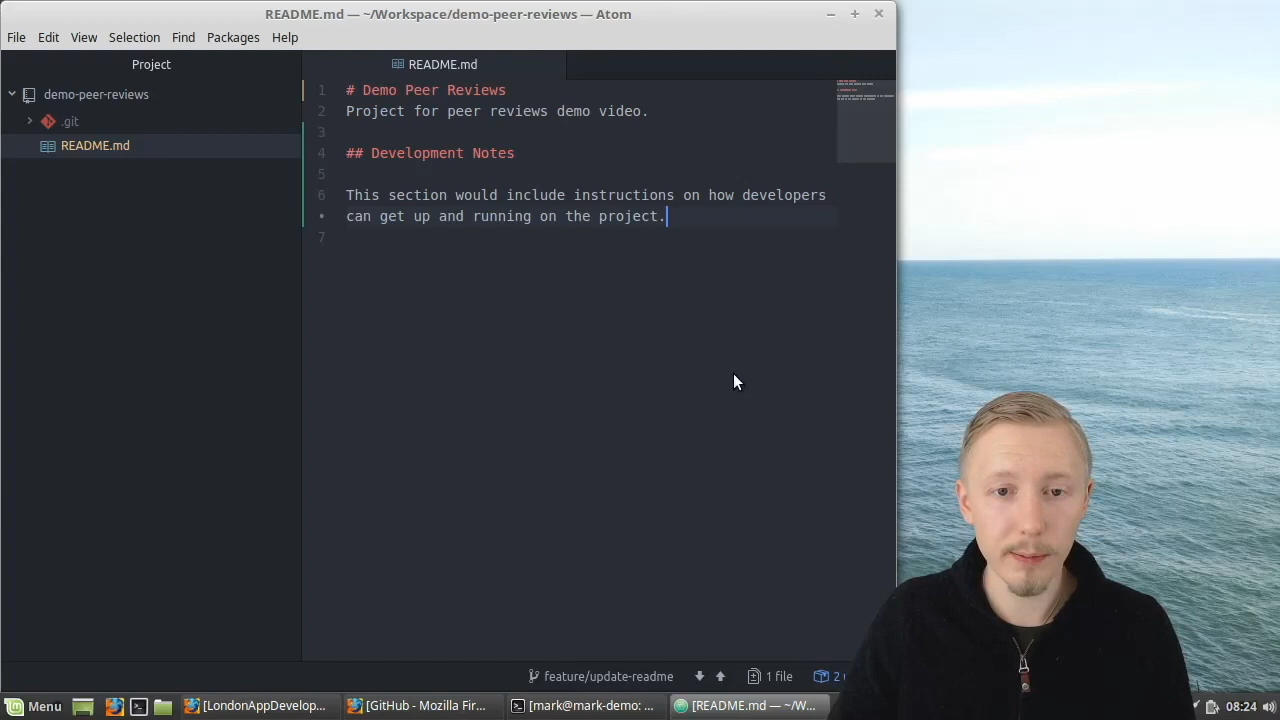 README.md — ~/Workspace/demo-peer-reviews — Atom
File Edit View Selection Find Packages Help
Project
README.md
demo-peer-reviews
.git
README.md
1 # Demo Peer Reviews
2 Project for peer reviews demo video.
3
4 ## Development Notes
5
6 This section would include instructions on how developers
• can get up and running on the project.
7
feature/update-readme
1 file
2
Menu
[LondonAppDevelop...
[GitHub - Mozilla Fir...
[mark@mark-demo: ...
[README.md — ~/W...
08:24